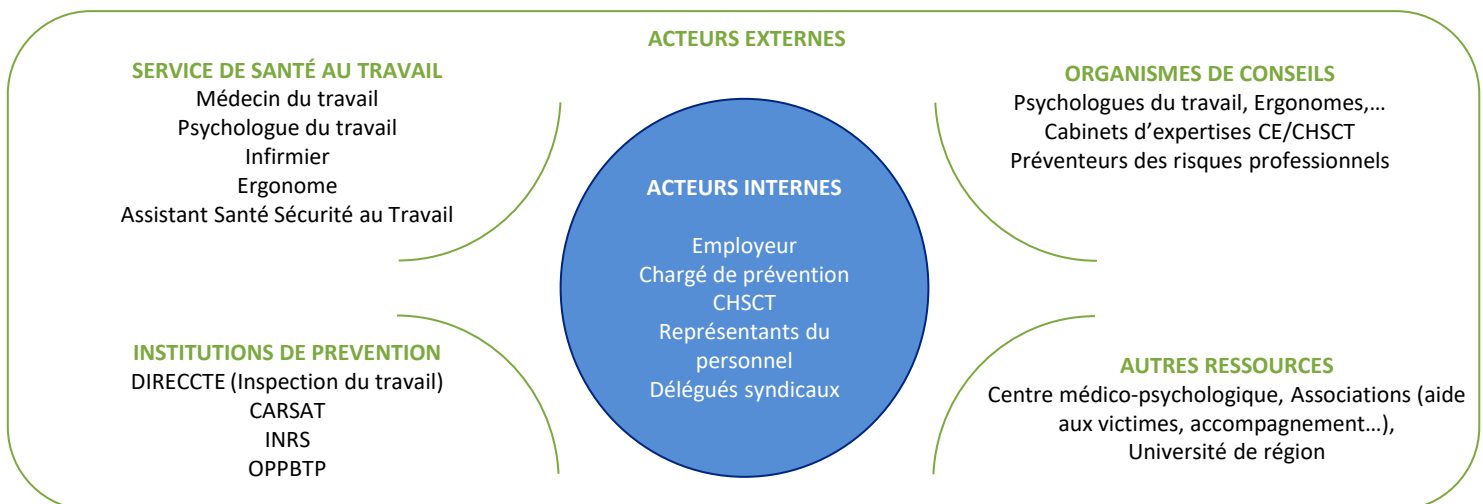 ACTEURS EXTERNES
SERVICE DE SANTÉ AU TRAVAIL
Médecin du travail
Psychologue du travail
Infirmier
Ergonome
Assistant Santé Sécurité au Travail
ORGANISMES DE CONSEILS
Psychologues du travail, Ergonomes,...
Cabinets d'expertises CE/CHSCT
Préventeurs des risques professionnels
ACTEURS INTERNES
Employeur
Chargé de prévention
CHSCT
Représentants du
personnel
Délégués syndicaux
INSTITUTIONS DE PREVENTION
DIRECCTE (Inspection du travail)
CARSAT
INRS
OPPBTP
AUTRES RESSOURCES
Centre médico-psychologique, Associations (aide
aux victimes, accompagnement...),
Université de région